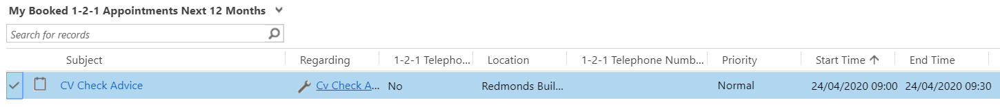 My Booked 1-2-1 Appointments Next 12 Months
Search for records
Subject Regarding 1-2-1 Telepho... Location 1-2-1 Telephone Numb... Priority Start Time End Time
CV Check Advice Cv Check A... No Redmonds Buil... Normal 24/04/2020 09:00 24/04/2020 09:30